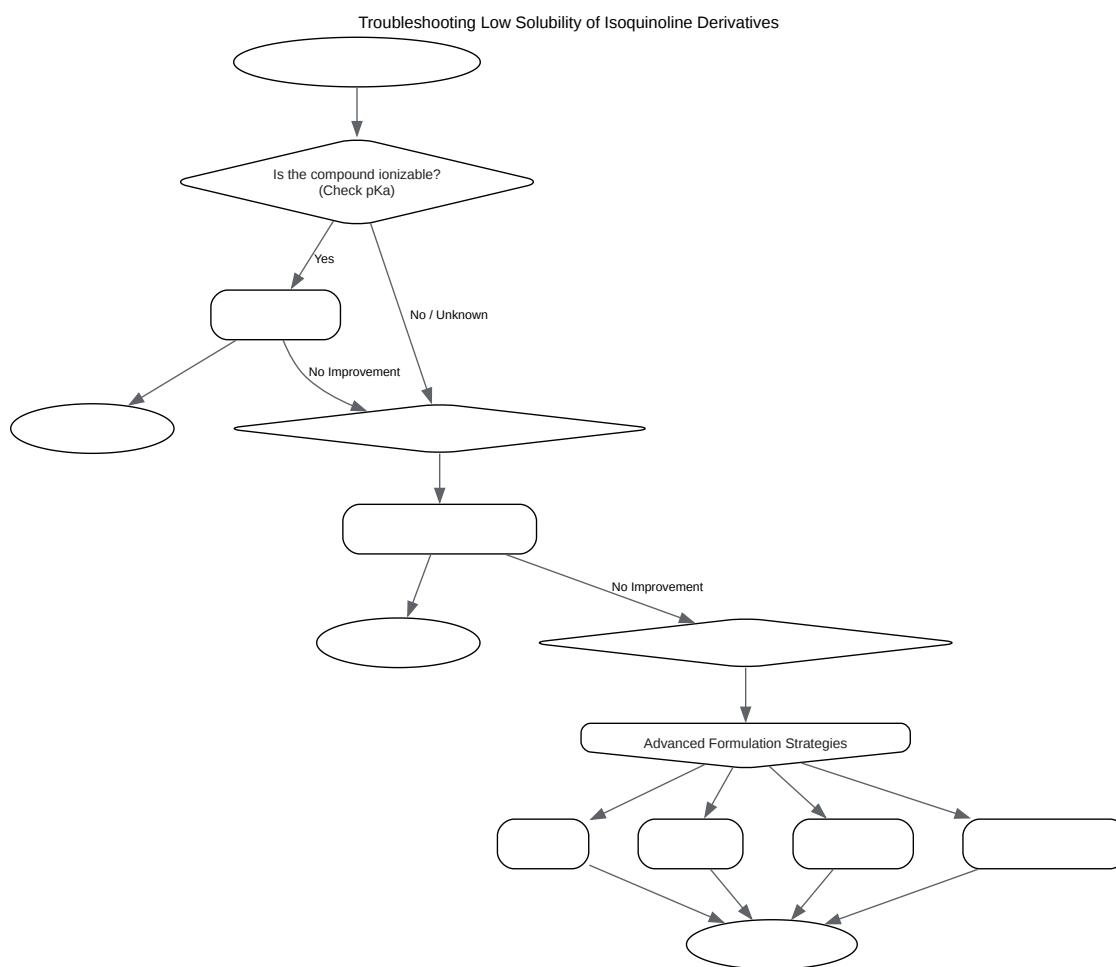 Troubleshooting Low Solubility of Isoquinoline Derivatives
Is the compound ionizable?
(Check pKa)
Yes
No / Unknown
No Improvement
No Improvement
Advanced Formulation Strategies